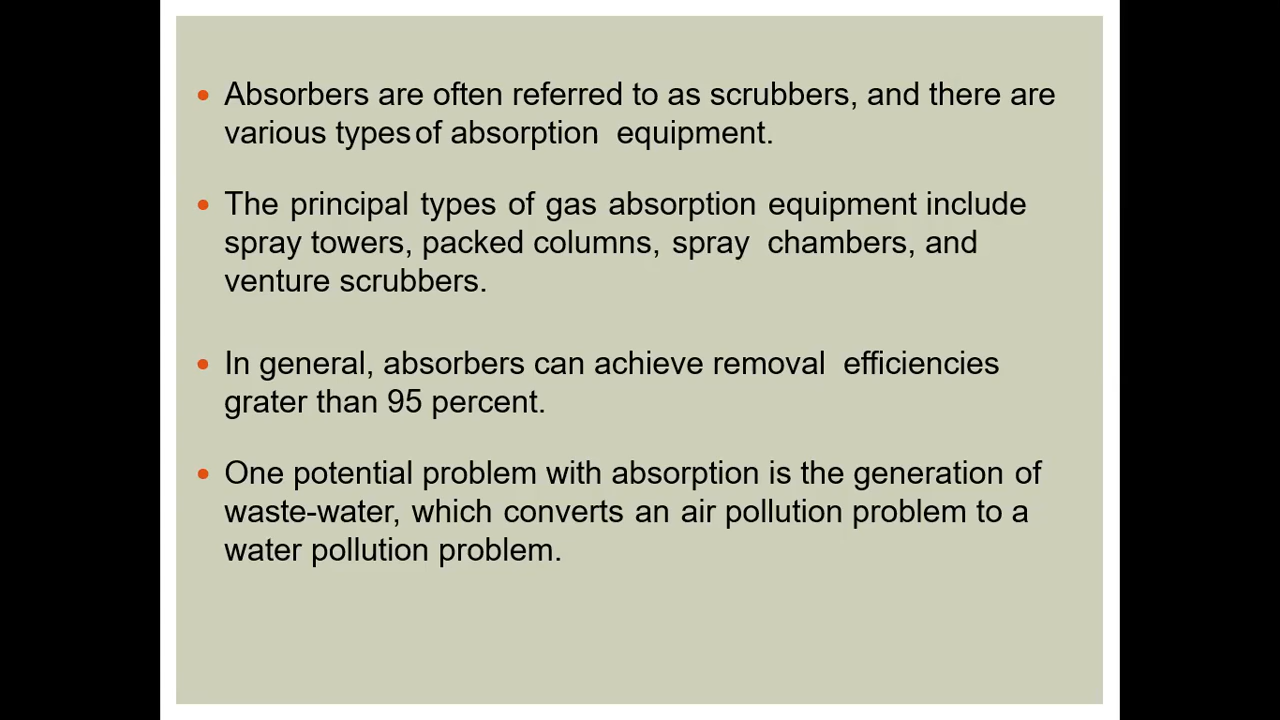 • Absorbers are often referred to as scrubbers, and there are
various types of absorption equipment.
• The principal types of gas absorption equipment include
spray towers, packed columns, spray chambers, and
venture scrubbers.
• In general, absorbers can achieve removal efficiencies
grater than 95 percent.
• One potential problem with absorption is the generation of
waste-water, which converts an air pollution problem to a
water pollution problem.